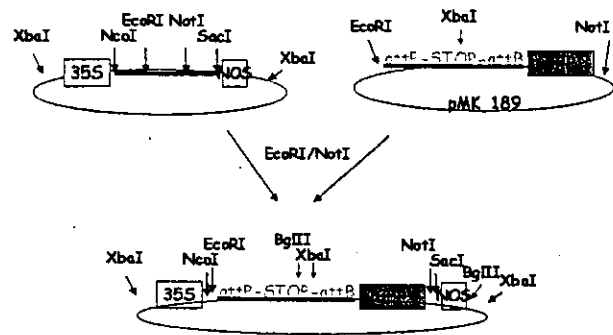 EcoRI NotI
XbaI NcoI SacI XbaI
35S NOS
EcoRI XbaI NotI
attP-STOP-attB
pMK 189
EcoRI/NotI
BglII
XbaI
EcoRI
NcoI
XbaI
NotI
SacI
BglII
XbaI
35S attP-STOP-attB NOS